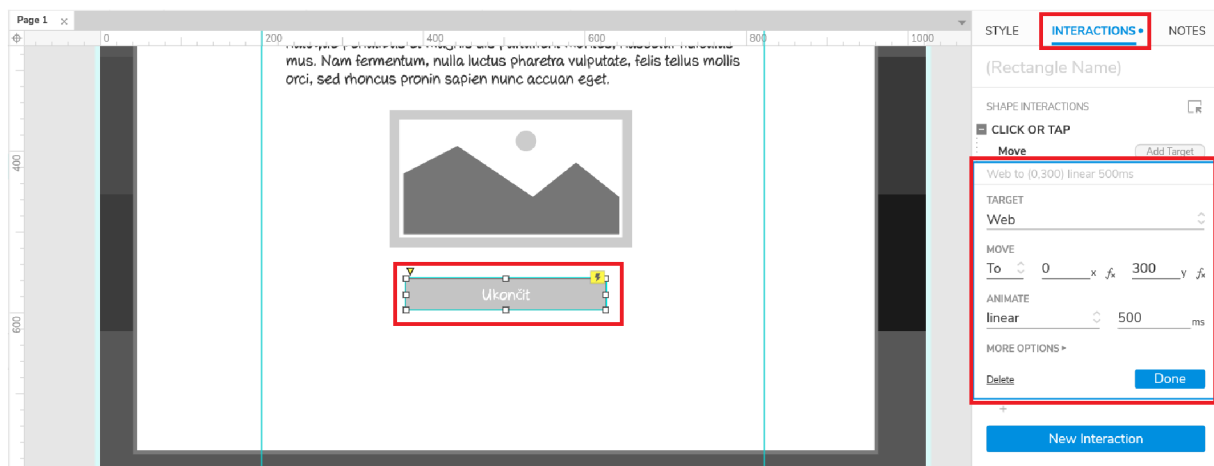 Page 1
STYLE
INTERACTIONS
NOTES
0
200
400
600
800
1000
mus. Nam fermentum, nulla luctus pharetra vulputate, felis tellus mollis
orci, sed rhoncus pronin sapien nunc accuan eget.
400
600
Ukončit
(Rectangle Name)
SHAPE INTERACTIONS
CLICK OR TAP
Move
Add Target
Web to (0,300) linear 500ms
TARGET
Web
MOVE
To 0 x fx 300 y fx
ANIMATE
linear 500 ms
MORE OPTIONS
Delete
Done
New Interaction